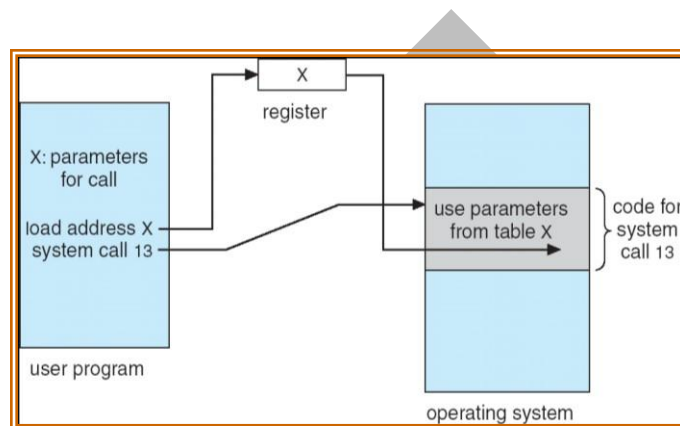 X
register
X: parameters
for call
load address X
system call 13
use parameters
from table X
code for
system
call 13
user program
operating system